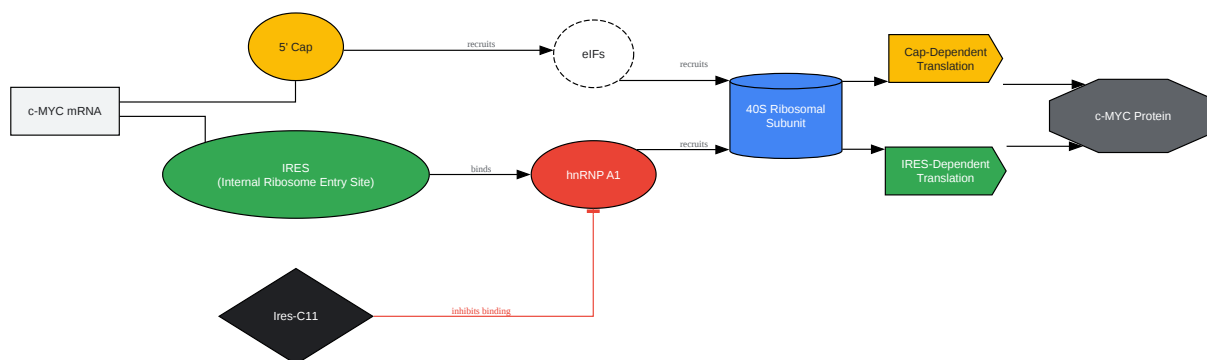 5' Cap
recruits
eIFs
recruits
Cap-Dependent
Translation
c-MYC mRNA
40S Ribosomal
Subunit
c-MYC Protein
IRES
(Internal Ribosome Entry Site)
binds
hnRNP A1
recruits
IRES-Dependent
Translation
Ires-C11
inhibits binding